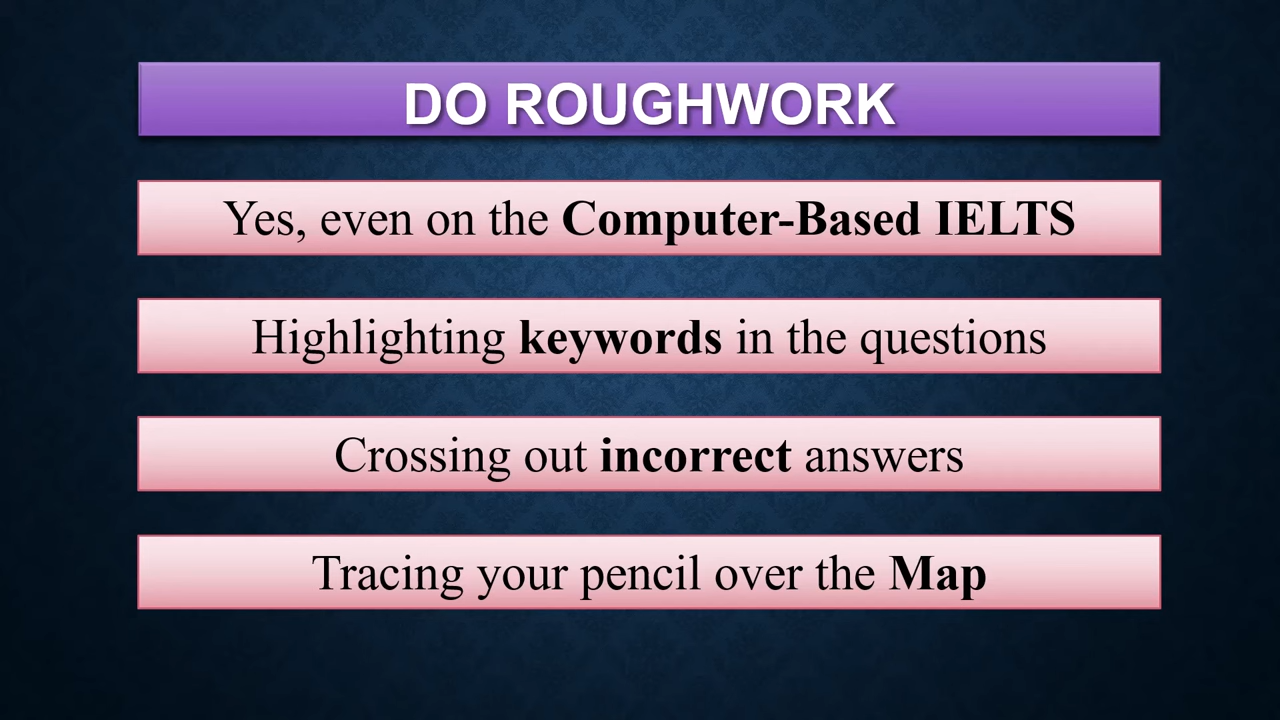 DO ROUGHWORK
Yes, even on the Computer-Based IELTS
Highlighting keywords in the questions
Crossing out incorrect answers
Tracing your pencil over the Map